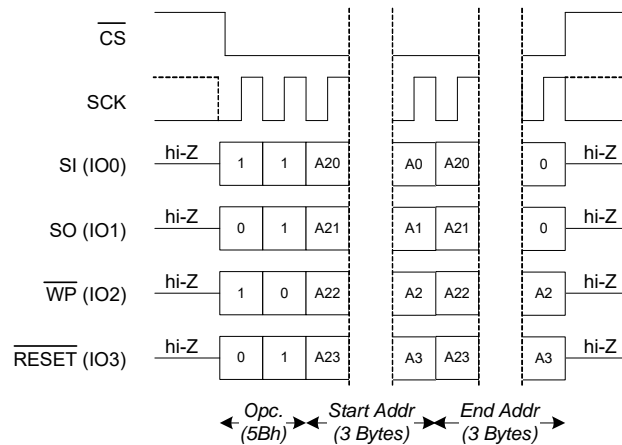 CS
SCK
SI (IO0) hi-Z 1 1 A20 A0 A20 0 hi-Z
SO (IO1) hi-Z 0 1 A21 A1 A21 0 hi-Z
WP (IO2) hi-Z 1 0 A22 A2 A22 A2 hi-Z
RESET (IO3) hi-Z 0 1 A23 A3 A23 A3 hi-Z
Opc. Start Addr End Addr
(5Bh) (3 Bytes) (3 Bytes)